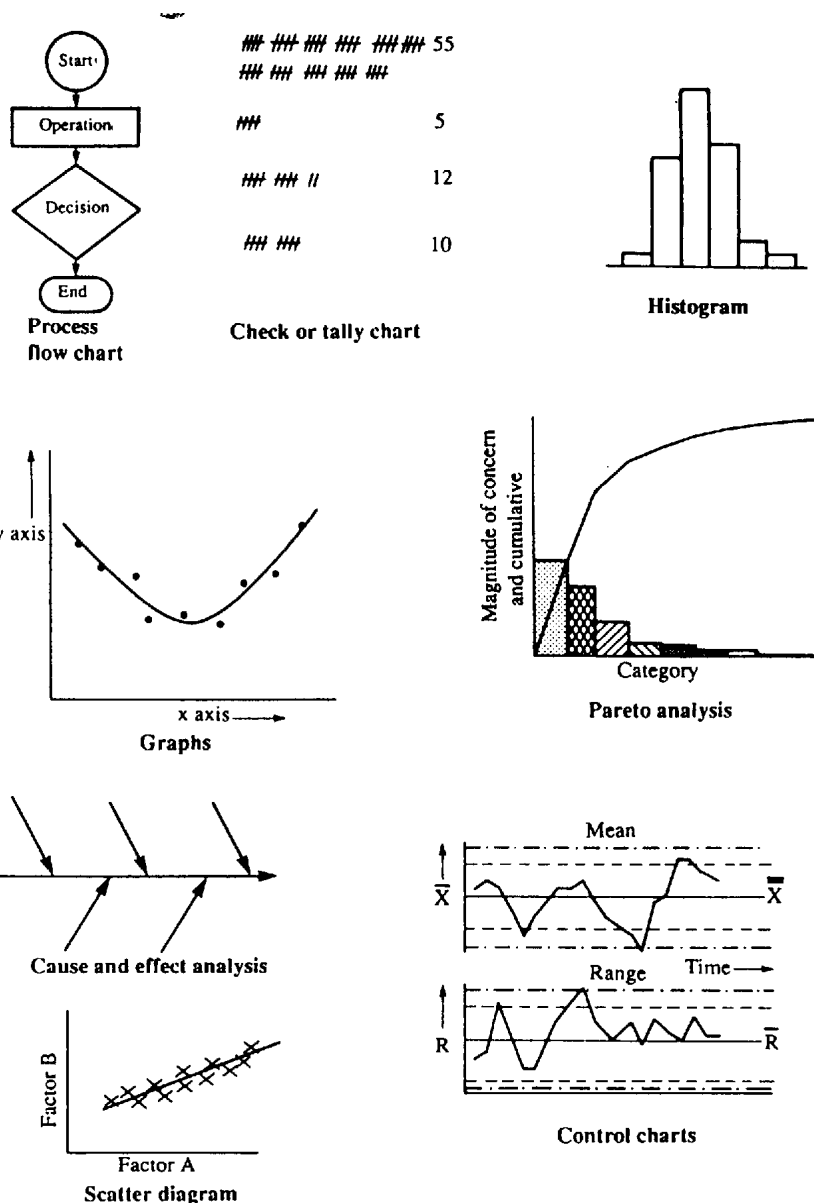 Start
Operation
Decision
End
Process
flow chart
55
5
12
10
Check or tally chart
Histogram
y axis
x axis
Graphs
Magnitude of concern
and cumulative
Category
Pareto analysis
Cause and effect analysis
Factor B
Factor A
Scatter diagram
Mean
X̄
X̿
Range
Time
R
R̄
Control charts